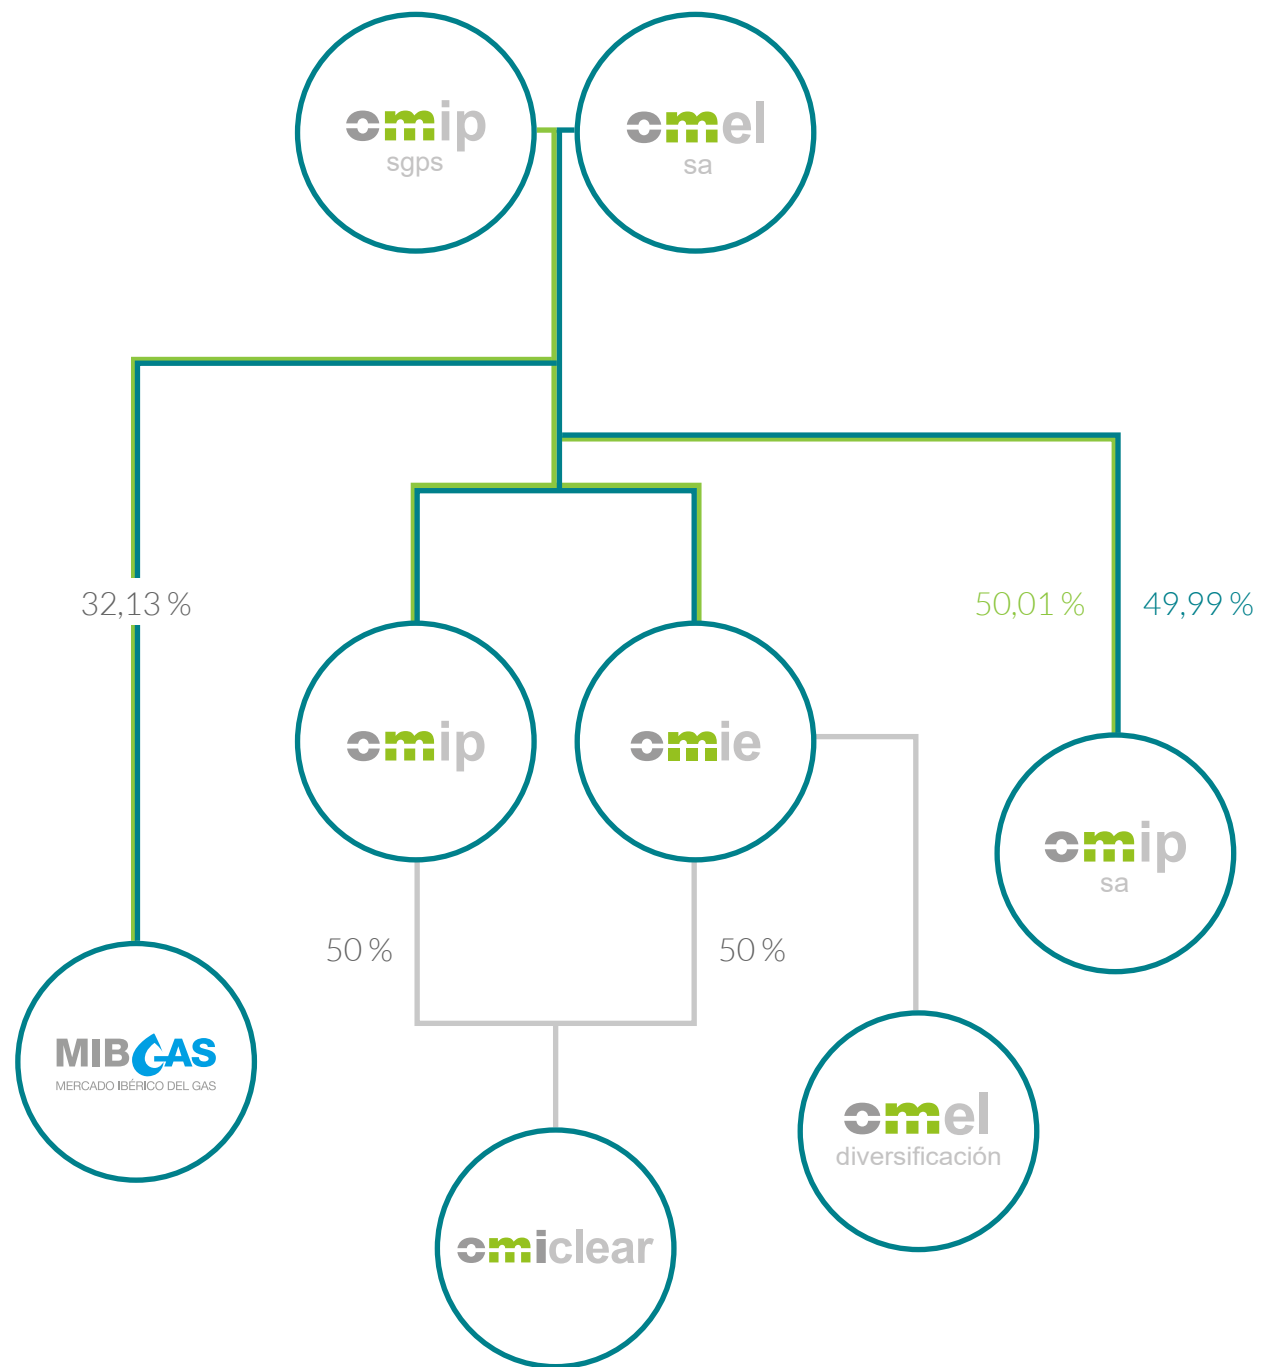 omip
sgps
omel
sa
32,13 %
50,01 %
49,99 %
omip
omie
omip
sa
50 %
50 %
MIBGAS
MERCADO IBÉRICO DEL GAS
omel
diversificación
omiclear